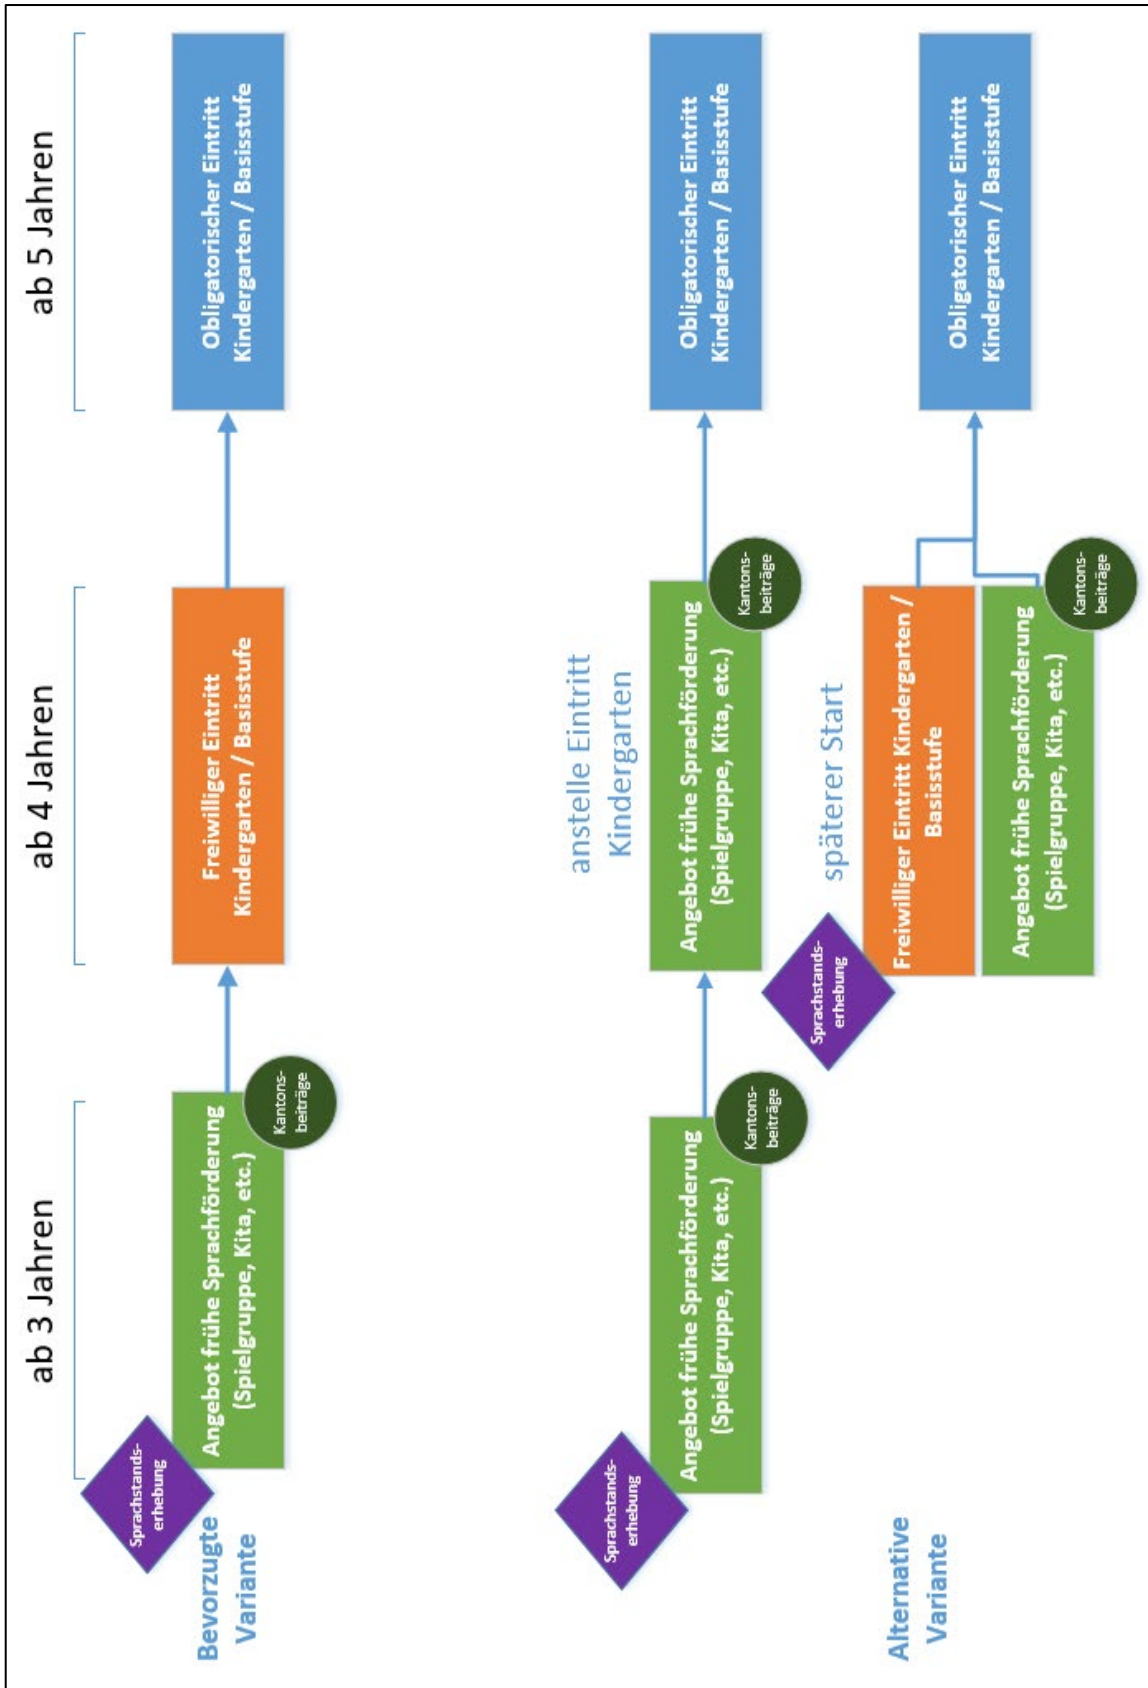 ab 3 Jahren
ab 4 Jahren
ab 5 Jahren
Bevorzugte
Variante
Sprachstands-
erhebung
Angebot frühe Sprachförderung
(Spielgruppe, Kita, etc.)
Kantons-
beiträge
Freiwilliger Eintritt
Kindergarten / Basisstufe
Obligatorischer Eintritt
Kindergarten / Basisstufe
Alternative
Variante
Sprachstands-
erhebung
Angebot frühe Sprachförderung
(Spielgruppe, Kita, etc.)
Kantons-
beiträge
anstelle Eintritt
Kindergarten
Angebot frühe Sprachförderung
(Spielgruppe, Kita, etc.)
Kantons-
beiträge
Obligatorischer Eintritt
Kindergarten / Basisstufe
späterer Start
Sprachstands-
erhebung
Freiwilliger Eintritt Kindergarten /
Basisstufe
Angebot frühe Sprachförderung
(Spielgruppe, Kita, etc.)
Kantons-
beiträge
Obligatorischer Eintritt
Kindergarten / Basisstufe